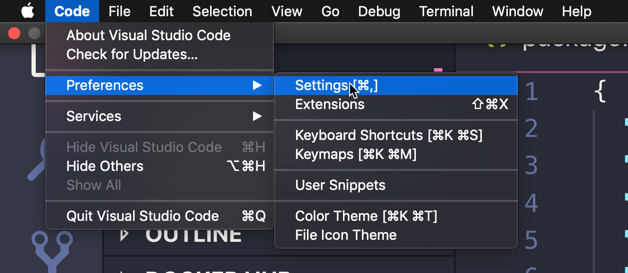 Code File Edit Selection View Go Debug Terminal Window Help
About Visual Studio Code
Check for Updates...
Preferences
Services
Hide Visual Studio Code ⌘H
Hide Others ⌥⌘H
Show All
Quit Visual Studio Code ⌘Q
Settings [⌘,]
Extensions ⇧⌘X
Keyboard Shortcuts [⌘K ⌘S]
Keymaps [⌘K ⌘M]
User Snippets
Color Theme [⌘K ⌘T]
File Icon Theme
OUTLINE
1 {
2
3
4
5